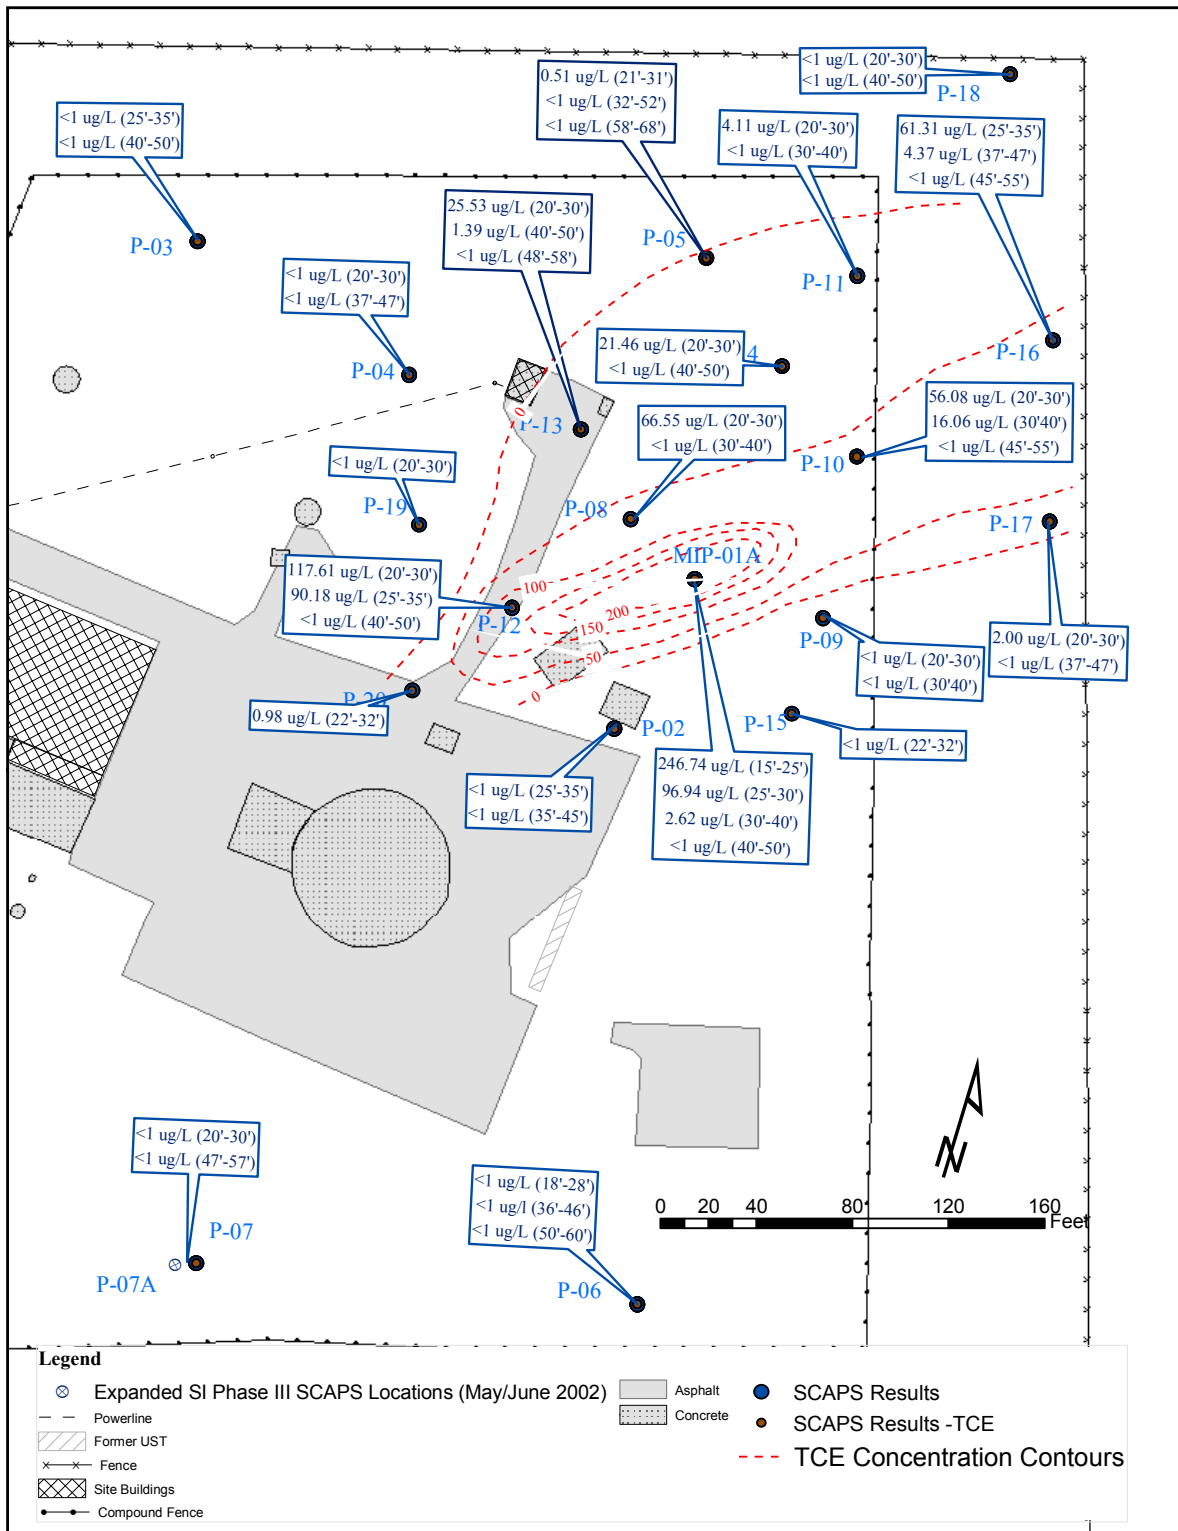 <1 ug/L (20'-30')
<1 ug/L (40'-50')
P-18
0.51 ug/L (21'-31')
<1 ug/L (32'-52')
<1 ug/L (58'-68')
P-05
<1 ug/L (25'-35')
<1 ug/L (40'-50')
P-03
4.11 ug/L (20'-30')
<1 ug/L (30'-40')
P-11
61.31 ug/L (25'-35')
4.37 ug/L (37'-47')
<1 ug/L (45'-55')
P-16
25.53 ug/L (20'-30')
1.39 ug/L (40'-50')
<1 ug/L (48'-58')
P-13
<1 ug/L (20'-30')
<1 ug/L (37'-47')
P-04
21.46 ug/L (20'-30')
<1 ug/L (40'-50')
4
0
66.55 ug/L (20'-30')
<1 ug/L (30'-40')
P-08
56.08 ug/L (20'-30')
16.06 ug/L (30'40')
<1 ug/L (45'-55')
P-10
<1 ug/L (20'-30')
P-19
P-17
117.61 ug/L (20'-30')
90.18 ug/L (25'-35')
<1 ug/L (40'-50')
P-12
MIP-01A
100
200
150
50
0
P-09
<1 ug/L (20'-30')
<1 ug/L (30'40')
2.00 ug/L (20'-30')
<1 ug/L (37'-47')
P-20
0.98 ug/L (22'-32')
P-02
P-15
<1 ug/L (22'-32')
<1 ug/L (25'-35')
<1 ug/L (35'-45')
246.74 ug/L (15'-25')
96.94 ug/L (25'-30')
2.62 ug/L (30'-40')
<1 ug/L (40'-50')
<1 ug/L (20'-30')
<1 ug/L (47'-57')
P-07
P-07A
<1 ug/L (18'-28')
<1 ug/l (36'-46')
<1 ug/L (50'-60')
P-06
N
0 20 40 80 120 160
Feet
Legend
Expanded SI Phase III SCAPS Locations (May/June 2002)
Powerline
Former UST
Fence
Site Buildings
Compound Fence
Asphalt
Concrete
SCAPS Results
SCAPS Results -TCE
TCE Concentration Contours